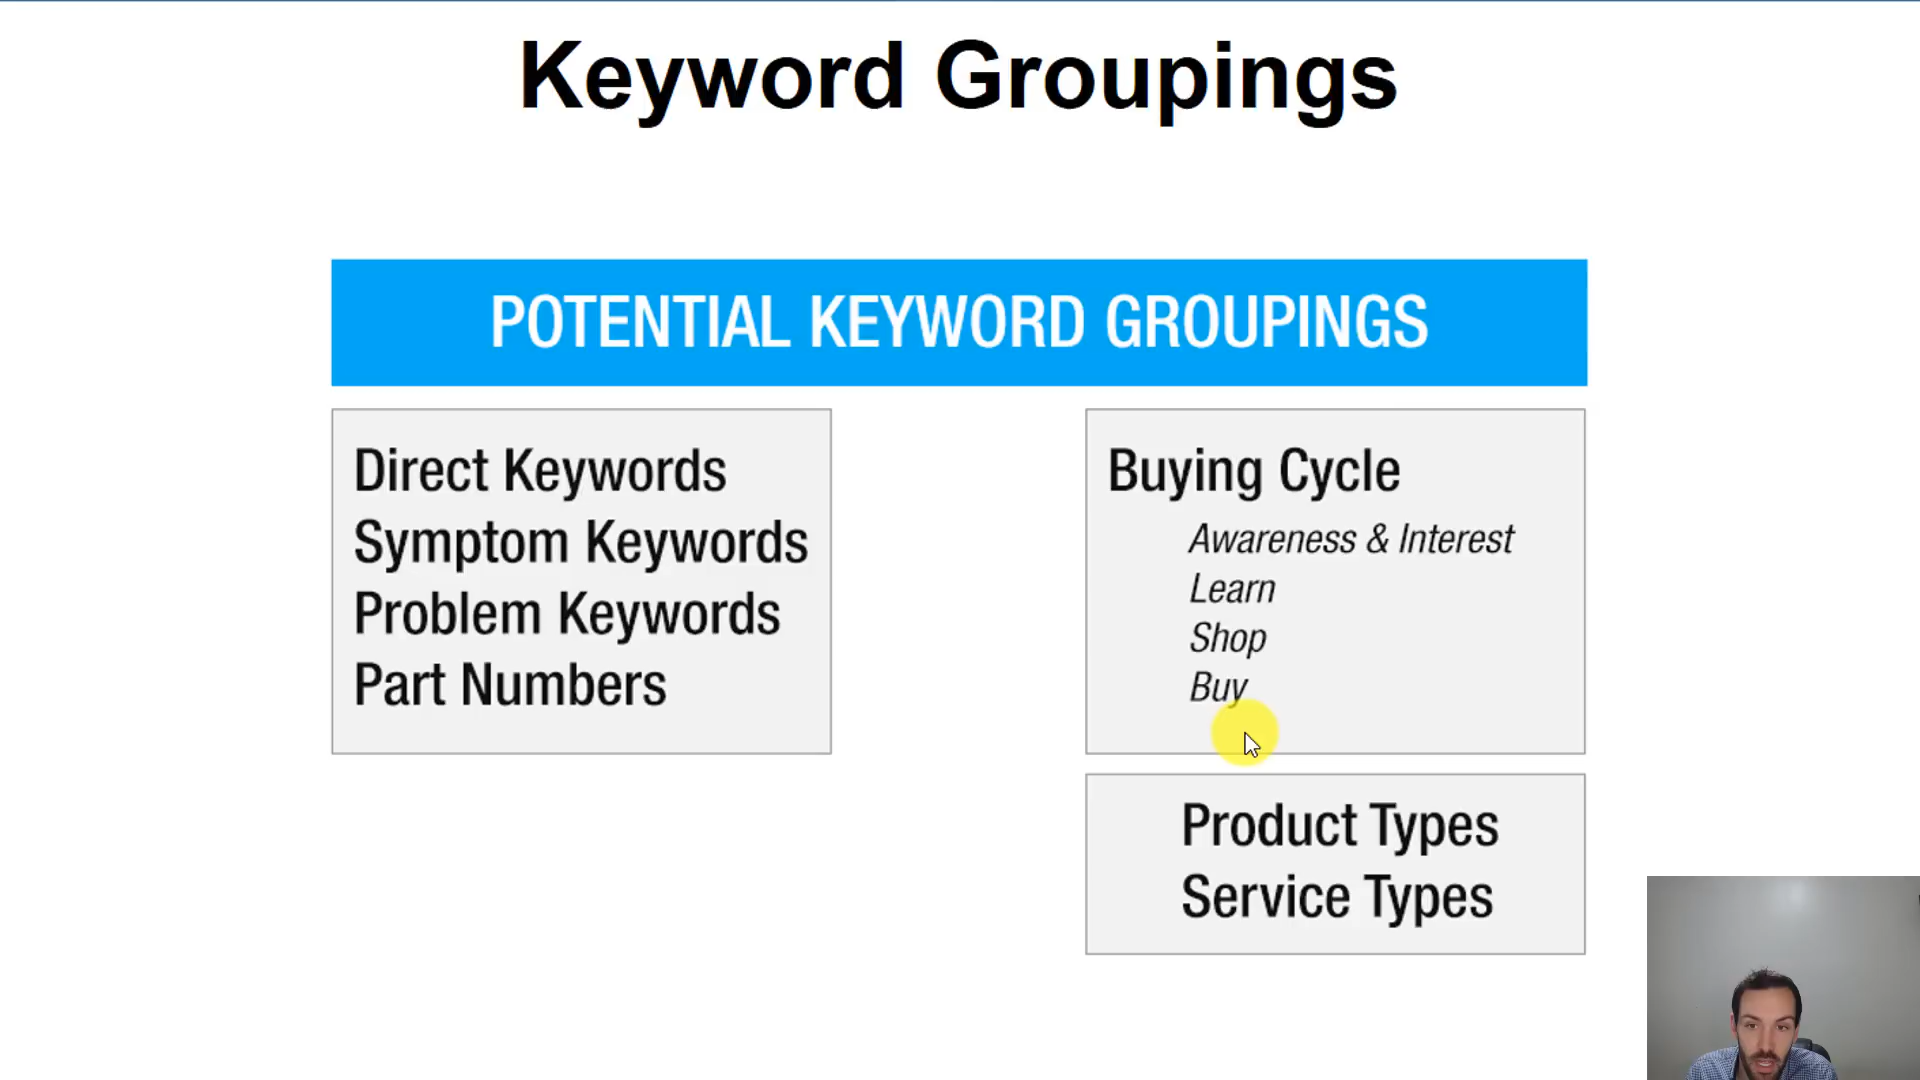 Keyword Groupings
POTENTIAL KEYWORD GROUPINGS
Direct Keywords
Symptom Keywords
Problem Keywords
Part Numbers
Buying Cycle
Awareness & Interest
Learn
Shop
Buy
Product Types
Service Types